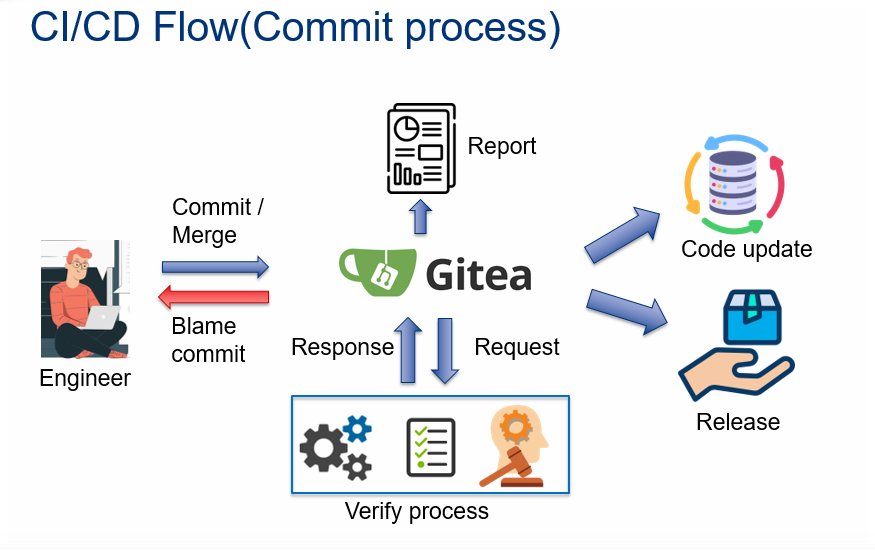 CI/CD Flow(Commit process)
Report
Commit /
Merge
Code update
Gitea
Blame
commit
Engineer
Response
Request
Release
Verify process